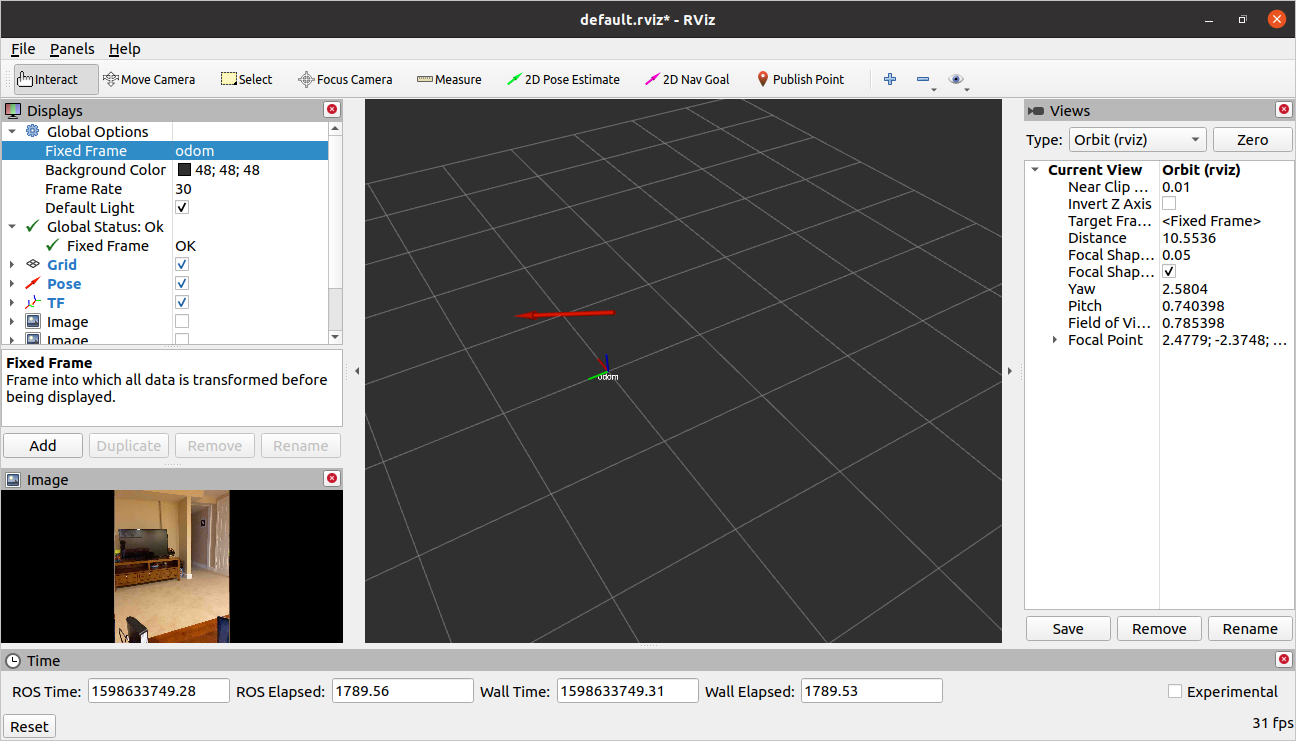 default.rviz* - RViz
File Panels Help
Interact Move Camera Select Focus Camera Measure 2D Pose Estimate 2D Nav Goal Publish Point
Displays
Global Options
Fixed Frame odom
Background Color 48; 48; 48
Frame Rate 30
Default Light
Global Status: Ok
Fixed Frame OK
Grid
Pose
TF
Image
Image
Fixed Frame
Frame into which all data is transformed before
being displayed.
Add Duplicate Remove Rename
Image
odom
Views
Type: Orbit (rviz) Zero
Current View Orbit (rviz)
Near Clip ... 0.01
Invert Z Axis
Target Fra... <Fixed Frame>
Distance 10.5536
Focal Shap... 0.05
Focal Shap...
Yaw 2.5804
Pitch 0.740398
Field of Vi... 0.785398
Focal Point 2.4779; -2.3748; ...
Save Remove Rename
Time
ROS Time: 1598633749.28 ROS Elapsed: 1789.56 Wall Time: 1598633749.31 Wall Elapsed: 1789.53 Experimental
Reset 31 fps